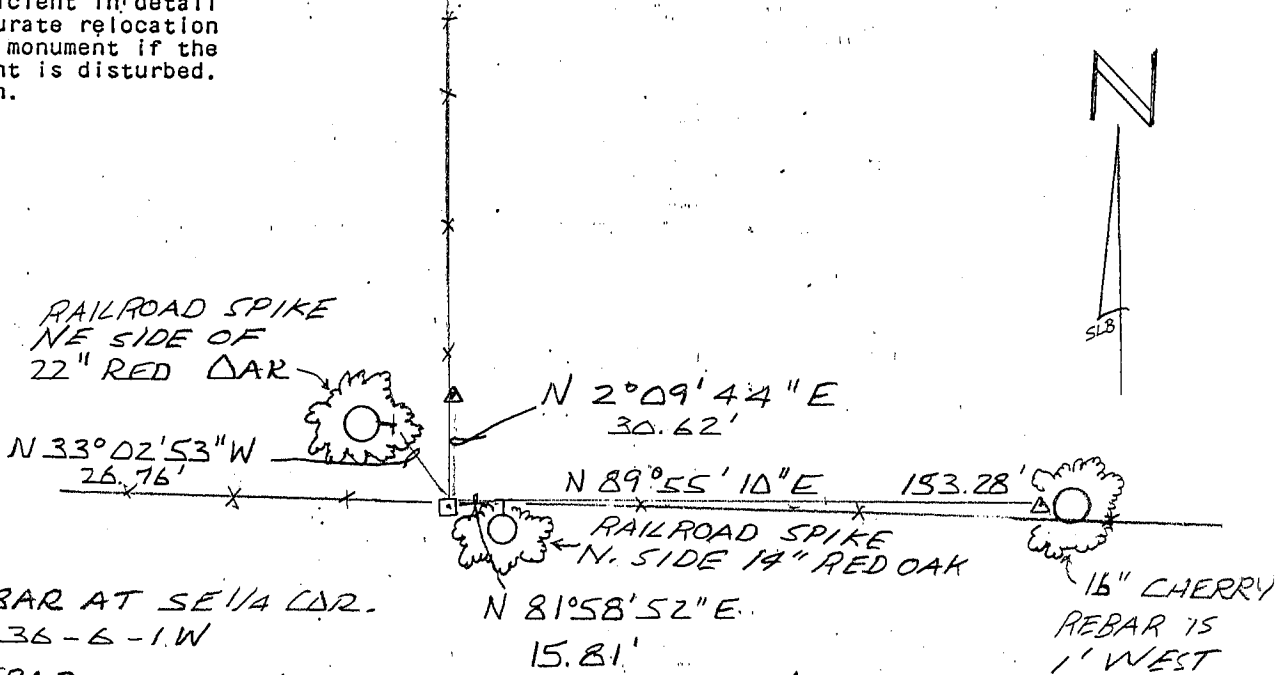 cient in detail
urate relocation
monument if the
nt is disturbed.
n.
N
SLB
RAILROAD SPIKE
NE SIDE OF
22" RED OAK
N 2°09'44"E
30.62'
N 33°02'53"W
26.76'
N 89°55'10"E 153.28'
RAILROAD SPIKE
N. SIDE 14" RED OAK
16" CHERRY
REBAR IS
1' WEST
BAR AT SE1/4 COR.
36-6-1W
N 81°58'52"E
15.81'